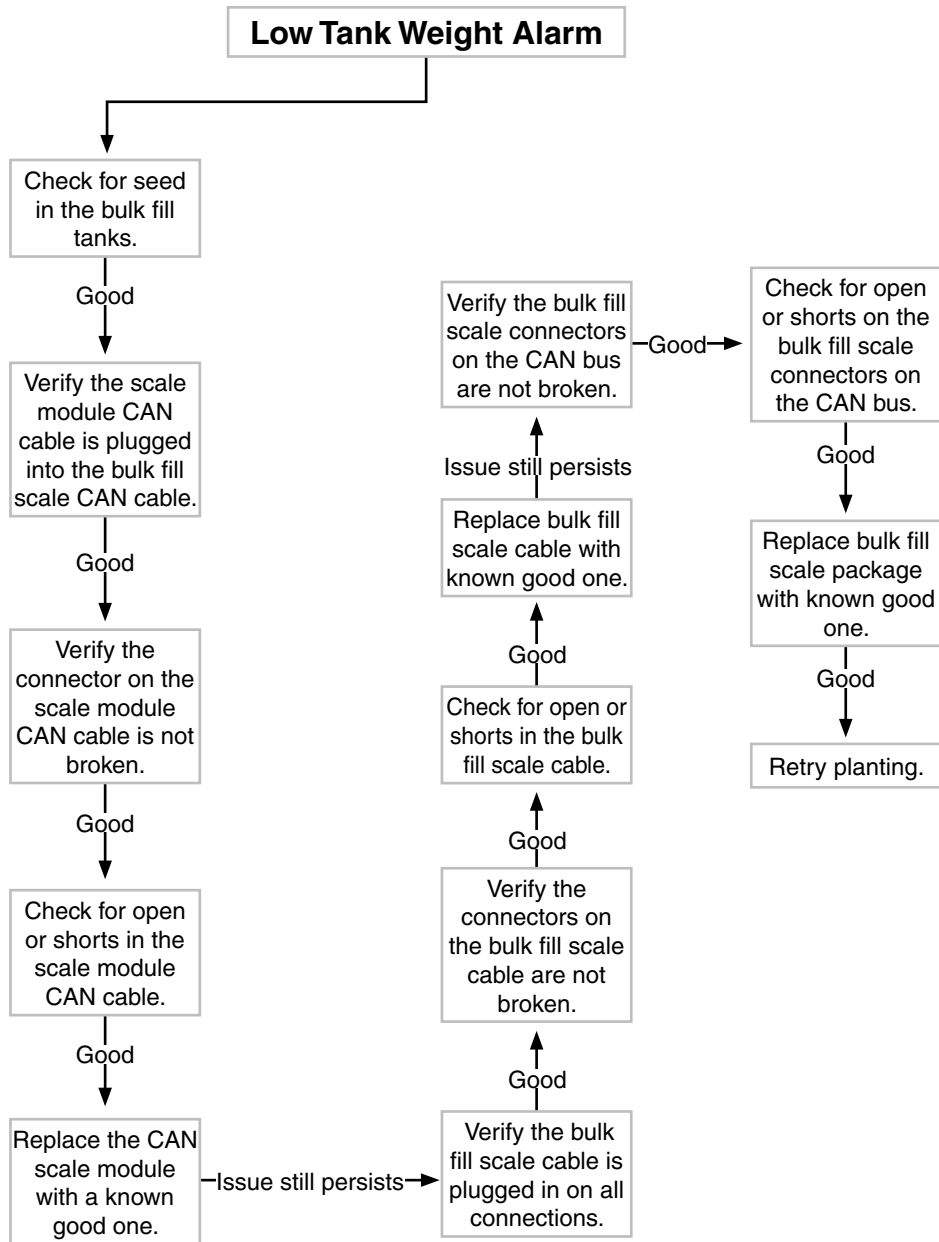 Low Tank Weight Alarm
Check for seed
in the bulk fill
tanks.
Good
Verify the scale
module CAN
cable is plugged
into the bulk fill
scale CAN cable.
Good
Verify the
connector on the
scale module
CAN cable is not
broken.
Good
Check for open
or shorts in the
scale module
CAN cable.
Good
Replace the CAN
scale module
with a known
good one.
Issue still persists
Verify the bulk
fill scale cable is
plugged in on all
connections.
Good
Verify the
connectors on
the bulk fill scale
cable are not
broken.
Good
Check for open or
shorts in the bulk
fill scale cable.
Good
Replace bulk fill
scale cable with
known good one.
Issue still persists
Verify the bulk fill
scale connectors
on the CAN bus
are not broken.
Good
Check for open
or shorts on the
bulk fill scale
connectors on
the CAN bus.
Good
Replace bulk fill
scale package
with known good
one.
Good
Retry planting.